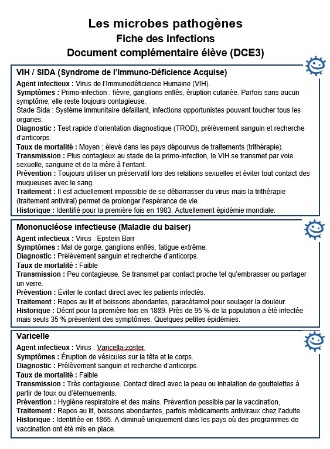 Les microbes pathogènes
Fiche des infections
Document complémentaire élève (DCE3)
VIH / SIDA (Syndrome de l'Immuno-Déficience Acquise)
Agent infectieux : Virus de l'Immunodéficience Humaine (VIH).
Symptômes : Primo-infection : fièvre, ganglions enflés, éruption cutanée. Parfois sans aucun
symptôme, elle reste toujours contagieuse.
Stade Sida : Système immunitaire défaillant, infections opportunistes pouvant toucher tous les
organes.
Diagnostic : Test rapide d'orientation diagnostique (TROD), prélèvement sanguin et recherche
d'anticorps.
Taux de mortalité : Moyen ; élevé dans les pays dépourvus de traitements (trithérapie).
Transmission : Plus contagieux au stade de la primo-infection, le VIH se transmet par voie
sexuelle, sanguine et de la mère à l'enfant.
Prévention : Toujours utiliser un préservatif lors des relations sexuelles et éviter tout contact des
muqueuses avec le sang
Traitement : Il est actuellement impossible de se débarrasser du virus mais la trithérapie
(traitement antiviral) permet de prolonger l'espérance de vie.
Historique : Identifié pour la première fois en 1983. Actuellement épidémie mondiale.
Mononucléose infectieuse (Maladie du baiser)
Agent infectieux : Virus : Epstein-Barr
Symptômes : Mal de gorge, ganglions enflés, fatigue extrême.
Diagnostic : Prélèvement sanguin et recherche d'anticorps.
Taux de mortalité : Faible
Transmission : Peu contagieuse. Se transmet par contact proche tel qu'embrasser ou partager
un verre.
Prévention : Eviter le contact direct avec les patients infectés.
Traitement : Repos au lit et boissons abondantes, paracétamol pour soulager la douleur.
Historique : Décrit pour la première fois en 1889. Près de 95 % de la population a été infectée
mais seuls 35 % présentent des symptômes. Quelques petites épidémies.
Varicelle
Agent infectieux : Virus : Varicella-zoster.
Symptômes : Éruption de vésicules sur la tête et le corps.
Diagnostic : Prélèvement sanguin et recherche d'anticorps.
Taux de mortalité : Faible
Transmission : Très contagieuse. Contact direct avec la peau ou inhalation de gouttelettes à
partir de toux ou d'éternuements.
Prévention : Hygiène respiratoire et des mains. Prévention possible par la vaccination,
Traitement : Repos au lit, boissons abondantes, parfois médicaments antiviraux chez l'adulte.
Historique : Identifiée en 1865. A diminué uniquement dans les pays où des programmes de
vaccination ont été mis en place.